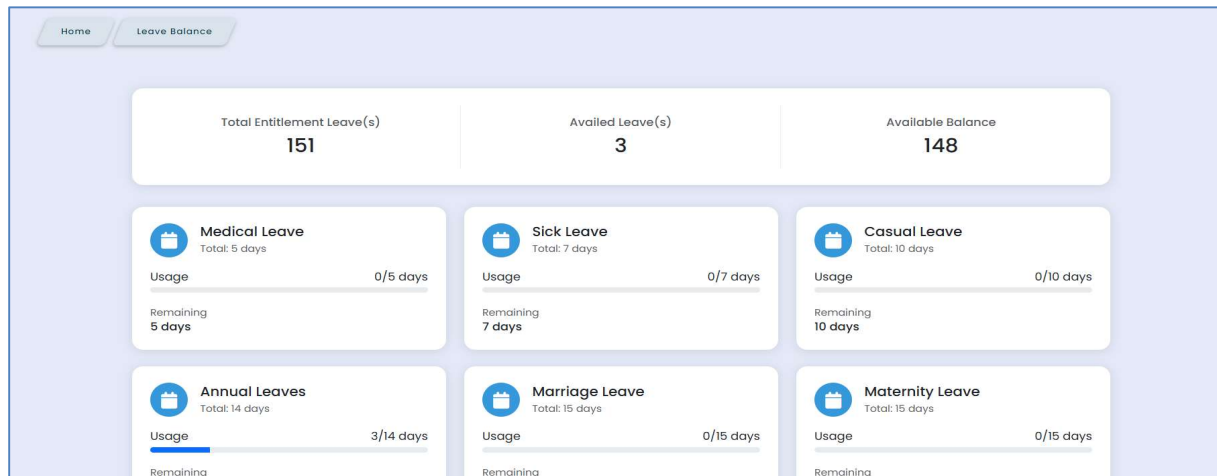 Home Leave Balance
Total Entitlement Leave(s) Availed Leave(s) Available Balance
151 3 148
Medical Leave Sick Leave Casual Leave
Total: 5 days Total: 7 days Total: 10 days
Usage 0/5 days Usage 0/7 days Usage 0/10 days
Remaining Remaining Remaining
5 days 7 days 10 days
Annual Leaves Marriage Leave Maternity Leave
Total: 14 days Total: 15 days Total: 15 days
Usage 3/14 days Usage 0/15 days Usage 0/15 days
Remaining Remaining Remaining